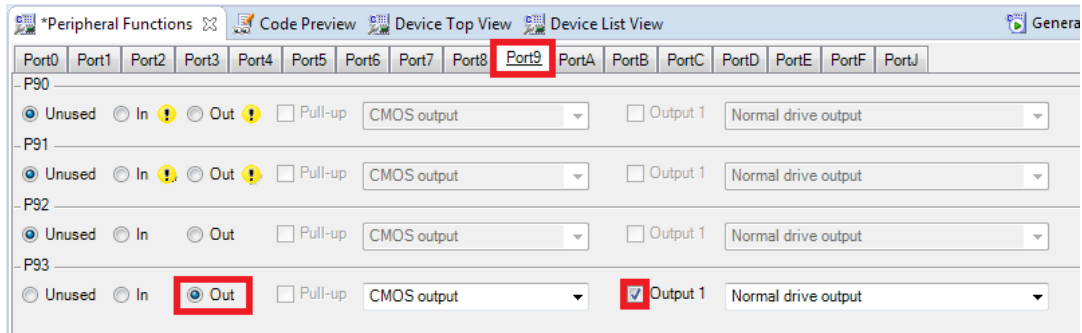 *Peripheral Functions Code Preview Device Top View Device List View Genera
Port0 Port1 Port2 Port3 Port4 Port5 Port6 Port7 Port8 Port9 PortA PortB PortC PortD PortE PortF PortJ
P90
Unused In Out Pull-up CMOS output Output 1 Normal drive output
P91
Unused In Out Pull-up CMOS output Output 1 Normal drive output
P92
Unused In Out Pull-up CMOS output Output 1 Normal drive output
P93
Unused In Out Pull-up CMOS output Output 1 Normal drive output